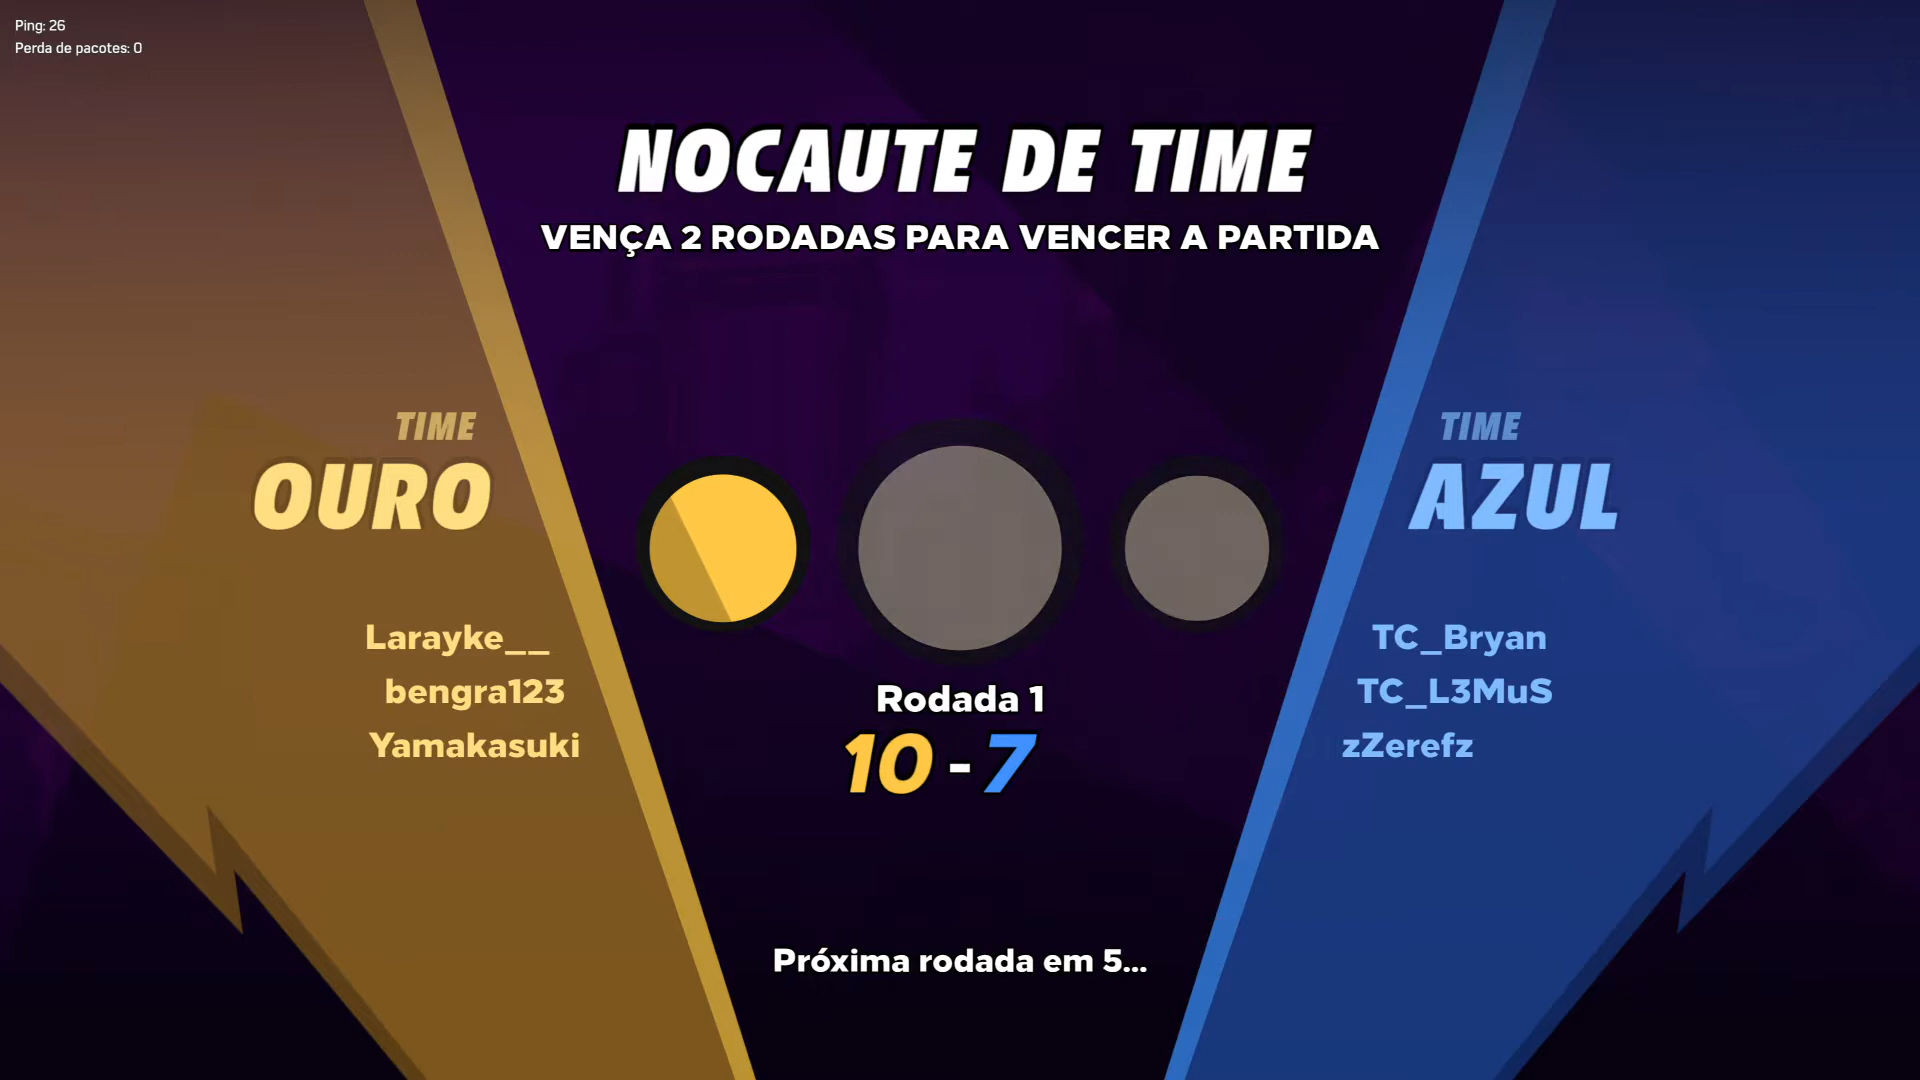 Ping: 26
Perda de pacotes: 0
NOCAUTE DE TIME
VENÇA 2 RODADAS PARA VENCER A PARTIDA
TIME
OURO
Larayke__
bengra123
Yamakasuki
Rodada 1
10 - 7
TIME
AZUL
TC_Bryan
TC_L3MuS
zZerefz
Próxima rodada em 5...